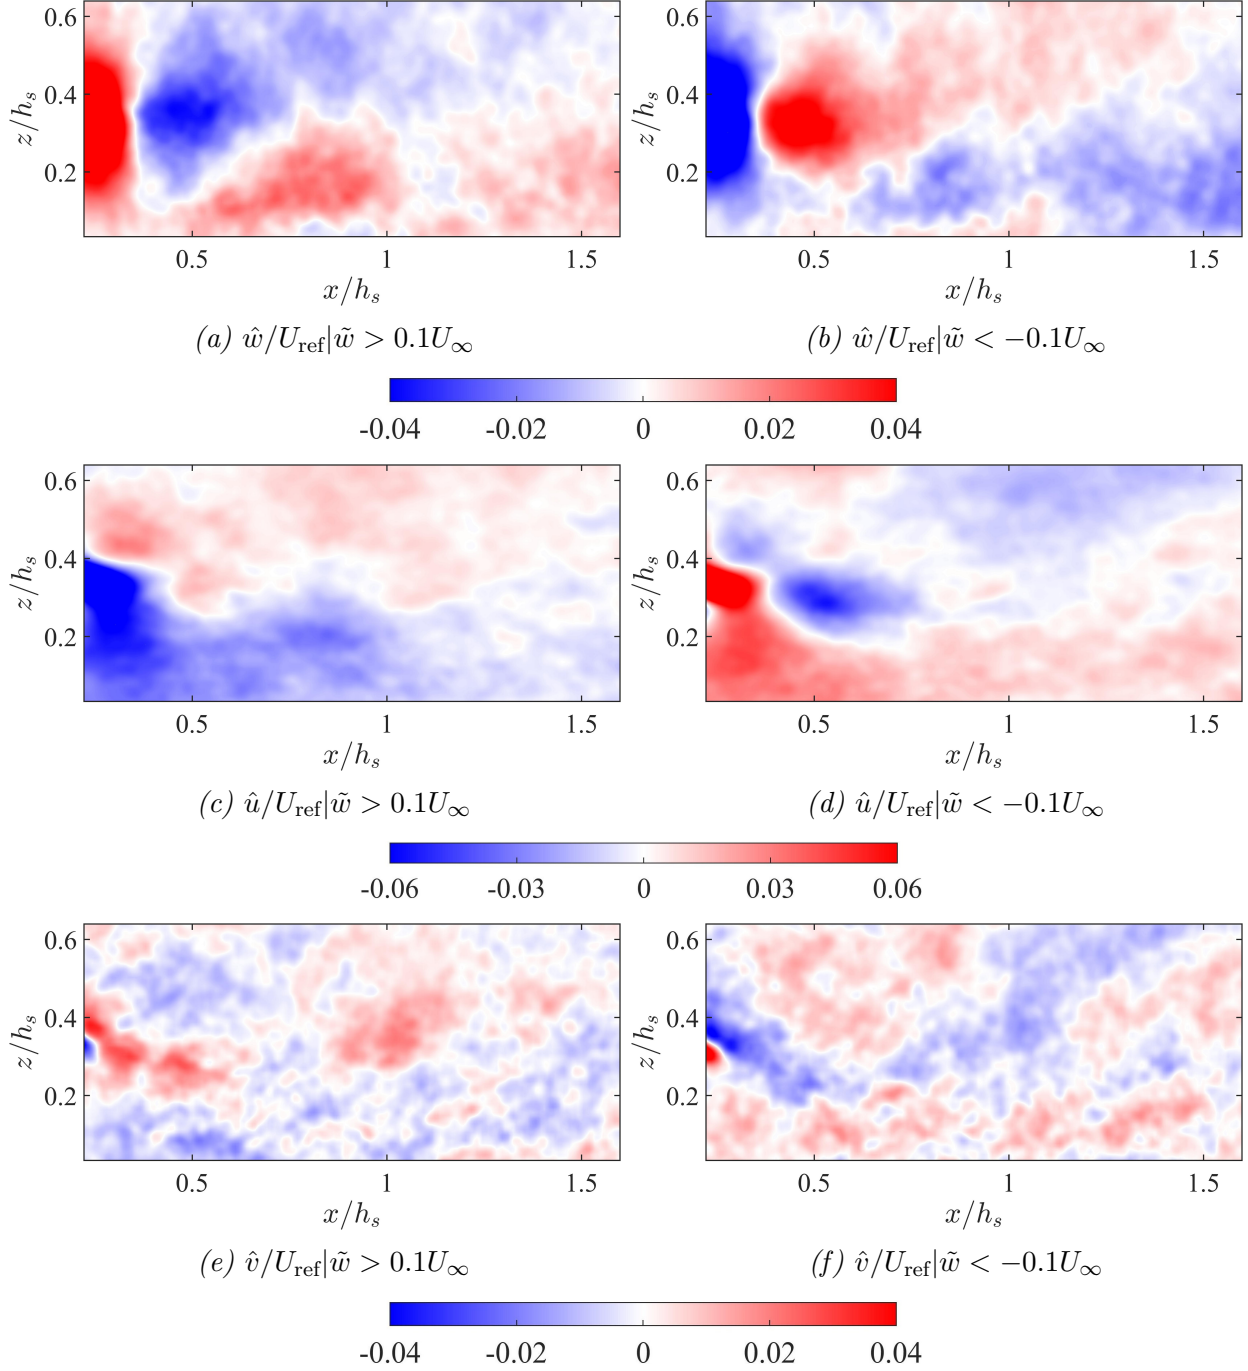 0.6 0.4 0.2 z/h_s 0.5 1 1.5 x/h_s
0.6 0.4 0.2 z/h_s 0.5 1 1.5 x/h_s
(a) ŵ/U_ref|w̃ > 0.1U_∞ (b) ŵ/U_ref|w̃ < −0.1U_∞
-0.04 -0.02 0 0.02 0.04
0.6 0.4 0.2 z/h_s 0.5 1 1.5 x/h_s
0.6 0.4 0.2 z/h_s 0.5 1 1.5 x/h_s
(c) û/U_ref|w̃ > 0.1U_∞ (d) û/U_ref|w̃ < −0.1U_∞
-0.06 -0.03 0 0.03 0.06
0.6 0.4 0.2 z/h_s 0.5 1 1.5 x/h_s
0.6 0.4 0.2 z/h_s 0.5 1 1.5 x/h_s
(e) v̂/U_ref|w̃ > 0.1U_∞ (f) v̂/U_ref|w̃ < −0.1U_∞
-0.04 -0.02 0 0.02 0.04